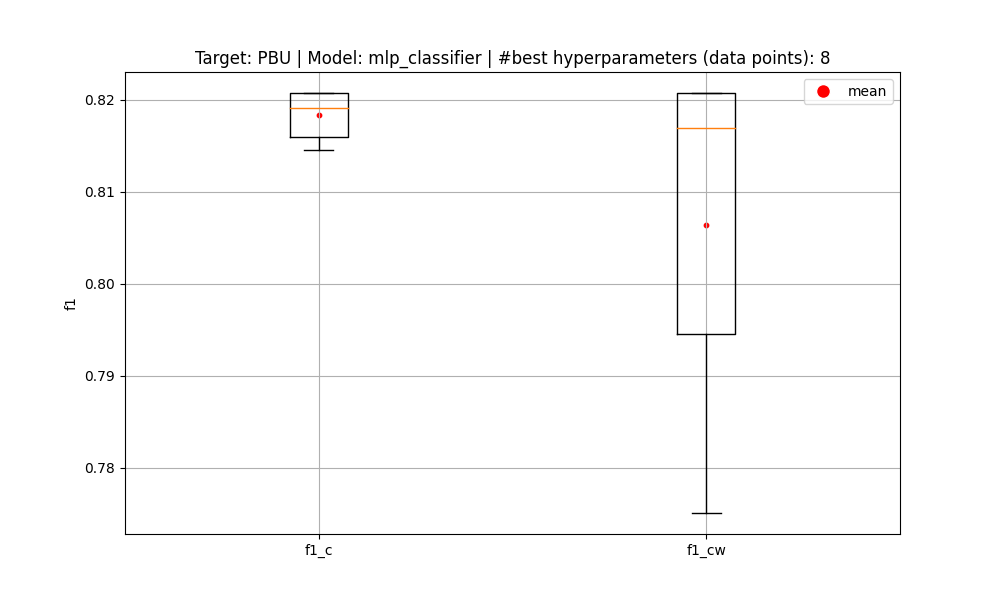 Target: PBU | Model: mlp_classifier | #best hyperparameters (data points): 8
mean
0.82
0.81
0.80
0.79
0.78
f1
f1_c
f1_cw